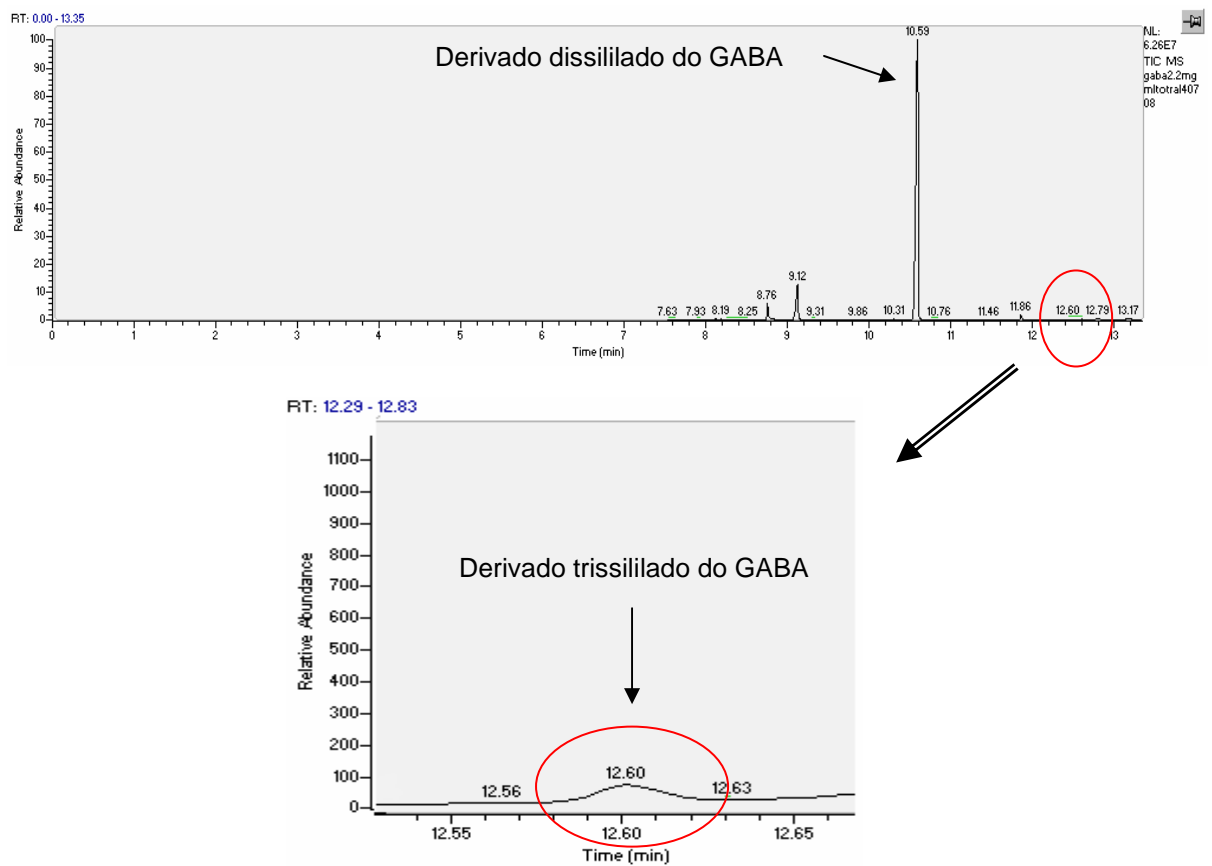 RT: 0.00 - 13.35
Derivado dissililado do GABA
10.59
NL:
6.26E7
TIC MS
gaba2.2mg
mltotral407
08
100
90
80
70
60
50
40
30
20
10
0
Relative Abundance
7.63 7.93 8.19 8.25 8.76 9.12 9.31 9.86 10.31 10.76 11.46 11.86 12.60 12.79 13.17
0 1 2 3 4 5 6 7 8 9 10 11 12 13
Time (min)
RT: 12.29 - 12.83
1100
1000
900
800
700
600
500
400
300
200
100
0
Relative Abundance
Derivado trissililado do GABA
12.56 12.60 12.63
12.55 12.60 12.65
Time (min)